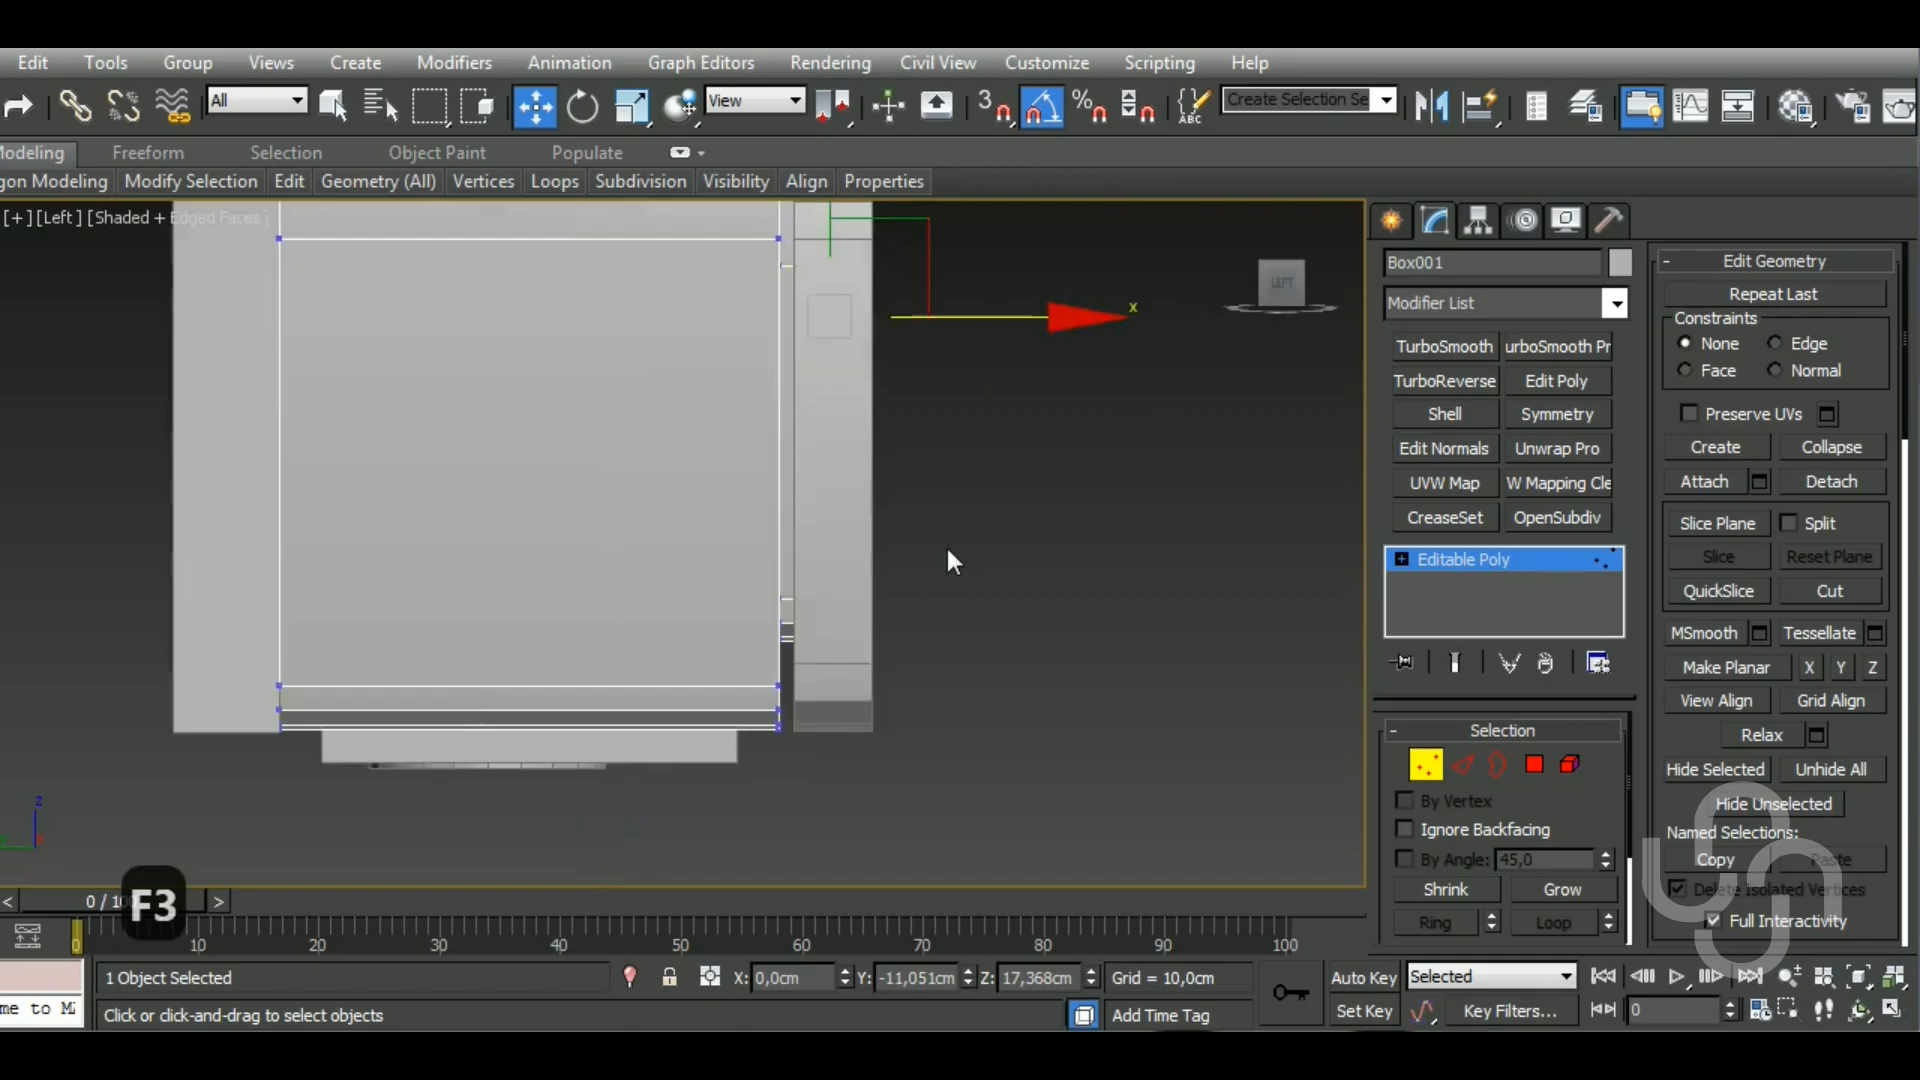 Edit Tools Group Views Create Modifiers Animation Graph Editors Rendering Civil View Customize Scripting Help
All View 3 % ABC Create Selection Se
Modeling Freeform Selection Object Paint Populate
gon Modeling Modify Selection Edit Geometry (All) Vertices Loops Subdivision Visibility Align Properties
[+] [Left] [Shaded + Edged Faces]
x
LEFT
z
Box001
Modifier List
TurboSmooth urboSmooth Pr
TurboReverse Edit Poly
Shell Symmetry
Edit Normals Unwrap Pro
UVW Map W Mapping Cle
CreaseSet OpenSubdiv
Editable Poly
- Selection
By Vertex
Ignore Backfacing
By Angle: 45,0
Shrink Grow
Ring Loop
- Edit Geometry
Repeat Last
Constraints
None Edge
Face Normal
Preserve UVs
Create Collapse
Attach Detach
Slice Plane Split
Slice Reset Plane
QuickSlice Cut
MSmooth Tessellate
Make Planar X Y Z
View Align Grid Align
Relax
Hide Selected Unhide All
Hide Unselected
Named Selections:
Copy Paste
Delete Isolated Vertices
Full Interactivity
< 0 / 10 >
F3
0 10 20 30 40 50 60 70 80 90 100
1 Object Selected X: 0,0cm Y: -11,051cm Z: 17,368cm Grid = 10,0cm Auto Key Selected
me to Mi Click or click-and-drag to select objects Add Time Tag Set Key Key Filters... 0